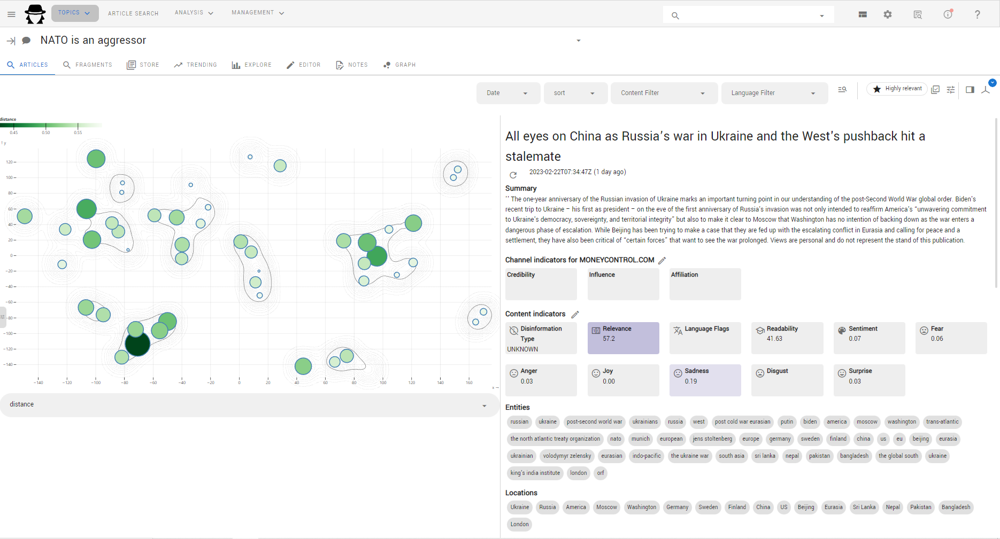 TOPICS
ARTICLE SEARCH
ANALYSIS
MANAGEMENT
NATO is an aggressor
ARTICLES
FRAGMENTS
STORE
TRENDING
EXPLORE
EDITOR
NOTES
GRAPH
Date
sort
Content Filter
Language Filter
Highly relevant
distance
0.45 0.50 0.55
↑ y
120
100
80
60
40
20
0
−20
−40
−60
−80
−100
−120
−140
−140 −120 −100 −80 −60 −40 −20 0 20 40 60 80 100 120 140 160
x →
distance
All eyes on China as Russia’s war in Ukraine and the West's pushback hit a
stalemate
2023-02-22T07:34:47Z (1 day ago)
Summary
'' The one-year anniversary of the Russian invasion of Ukraine marks an important turning point in our understanding of the post-Second World War global order. Biden’s
recent trip to Ukraine – his first as president – on the eve of the first anniversary of Russia’s invasion was not only intended to reaffirm America’s “unwavering commitment
to Ukraine’s democracy, sovereignty, and territorial integrity” but also to make it clear to Moscow that Washington has no intention of backing down as the war enters a
dangerous phase of escalation. While Beijing has been trying to make a case that they are fed up with the escalating conflict in Eurasia and calling for peace and a
settlement, they have also been critical of “certain forces” that want to see the war prolonged. Views are personal and do not represent the stand of this publication.
Channel indicators for MONEYCONTROL.COM
Credibility
Influence
Affiliation
Content indicators
Disinformation
Type
UNKNOWN
Relevance
57.2
Language Flags
Readability
41.63
Sentiment
0.07
Fear
0.06
Anger
0.03
Joy
0.00
Sadness
0.19
Disgust
Surprise
0.03
Entities
russian ukraine post-second world war ukrainians russia west post cold war eurasian putin biden america moscow washington trans-atlantic
the north atlantic treaty organization nato munich european jens stoltenberg europe germany sweden finland china us eu beijing eurasia
ukrainian volodymyr zelensky eurasian indo-pacific the ukraine war south asia sri lanka nepal pakistan bangladesh the global south ukraine
king's india institute london orf
Locations
Ukraine Russia America Moscow Washington Germany Sweden Finland China US Beijing Eurasia Sri Lanka Nepal Pakistan Bangladesh
London